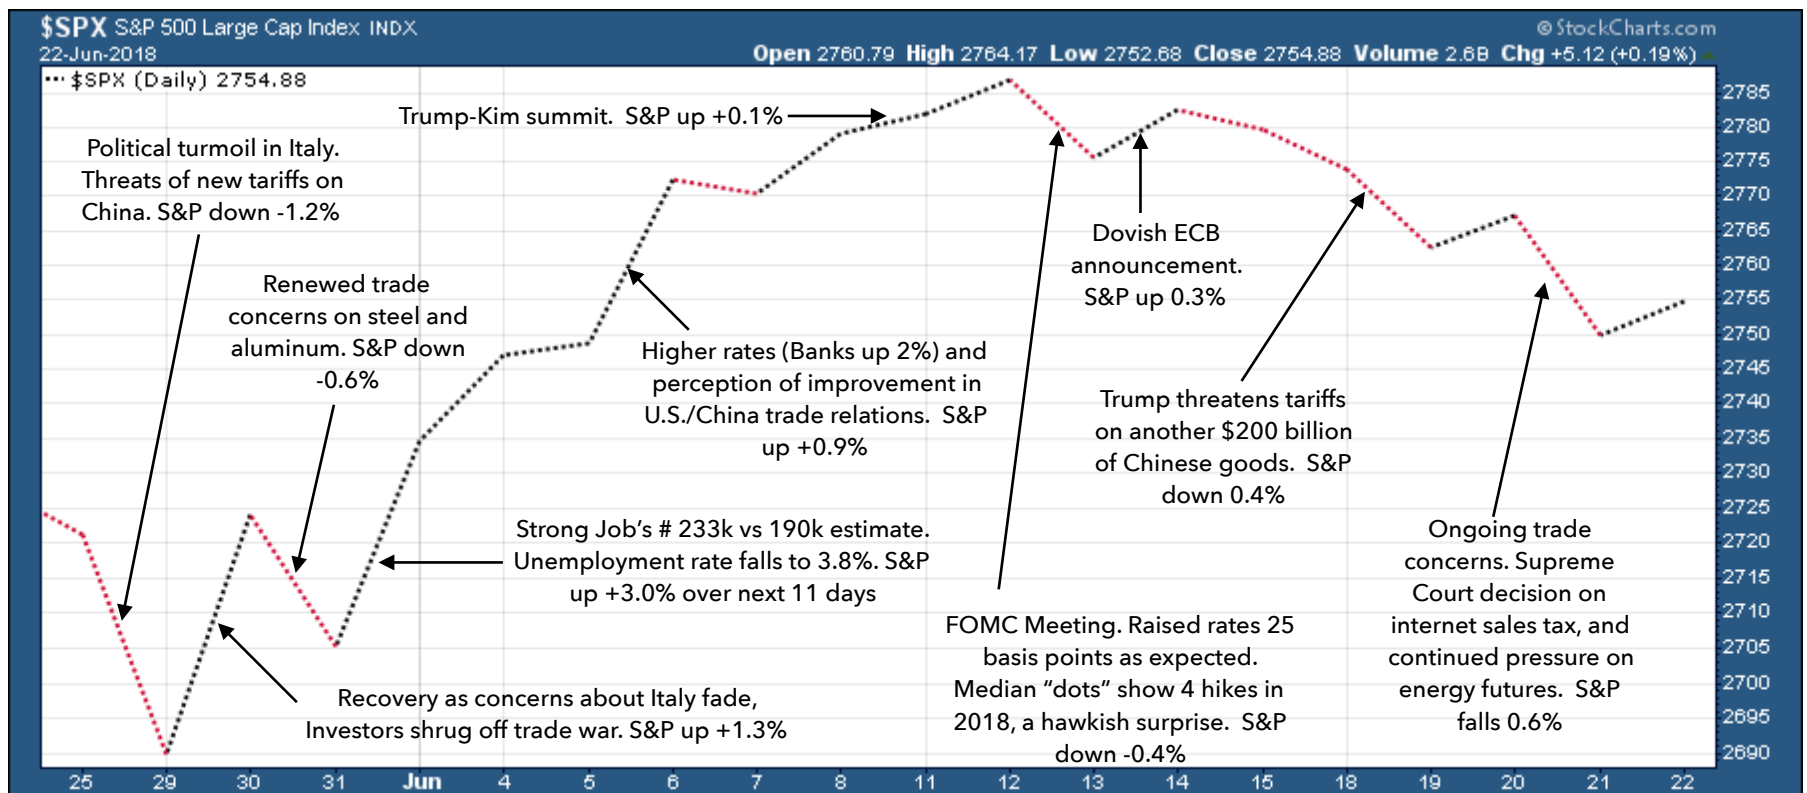 $SPX S&P 500 Large Cap Index INDX
© StockCharts.com
22-Jun-2018
Open 2760.79 High 2764.17 Low 2752.68 Close 2754.88 Volume 2.6B Chg +5.12 (+0.19%)
$SPX (Daily) 2754.88
Trump-Kim summit. S&P up +0.1%
Political turmoil in Italy.
Threats of new tariffs on
China. S&P down -1.2%
Renewed trade
concerns on steel and
aluminum. S&P down
-0.6%
Dovish ECB
announcement.
S&P up 0.3%
Higher rates (Banks up 2%) and
perception of improvement in
U.S./China trade relations. S&P
up +0.9%
Trump threatens tariffs
on another $200 billion
of Chinese goods. S&P
down 0.4%
Strong Job’s # 233k vs 190k estimate.
Unemployment rate falls to 3.8%. S&P
up +3.0% over next 11 days
Ongoing trade
concerns. Supreme
Court decision on
internet sales tax, and
continued pressure on
energy futures. S&P
falls 0.6%
FOMC Meeting. Raised rates 25
basis points as expected.
Median “dots” show 4 hikes in
2018, a hawkish surprise. S&P
down -0.4%
Recovery as concerns about Italy fade,
Investors shrug off trade war. S&P up +1.3%
2785
2780
2775
2770
2765
2760
2755
2750
2745
2740
2735
2730
2725
2720
2715
2710
2705
2700
2695
2690
25 29 30 31 Jun 4 5 6 7 8 11 12 13 14 15 18 19 20 21 22